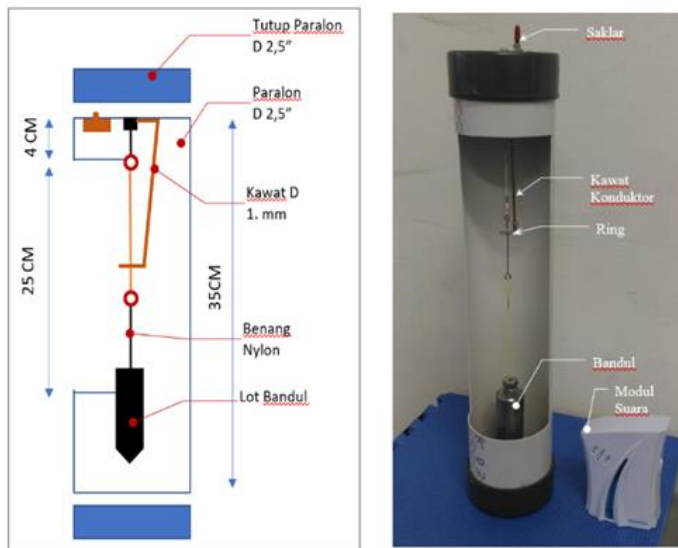 Tutup Paralon
D 2,5”
Paralon
D 2,5”
4 CM
Kawat D
1. mm
25 CM
35CM
Benang
Nylon
Lot Bandul
Saklar
Kawat
Konduktor
Ring
Bandul
Modul
Suara